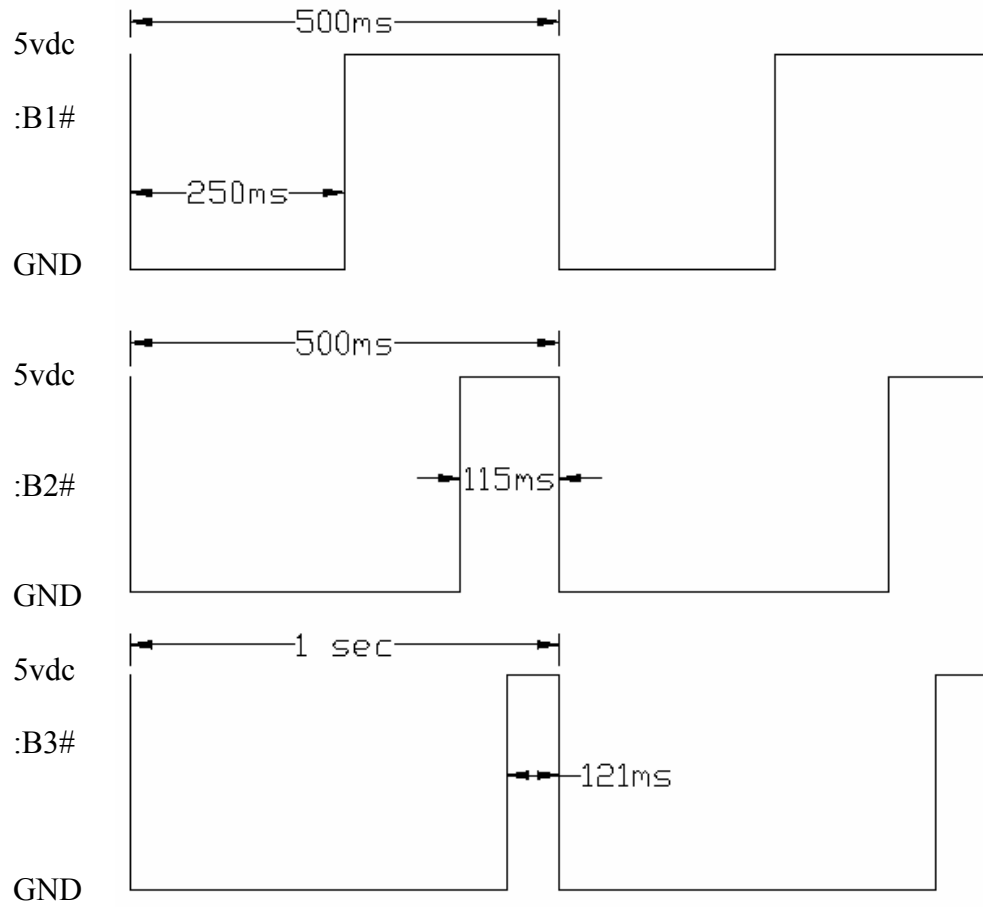 500ms
5vdc
:B1#
250ms
GND
500ms
5vdc
:B2#
115ms
GND
1 sec
5vdc
:B3#
121ms
GND